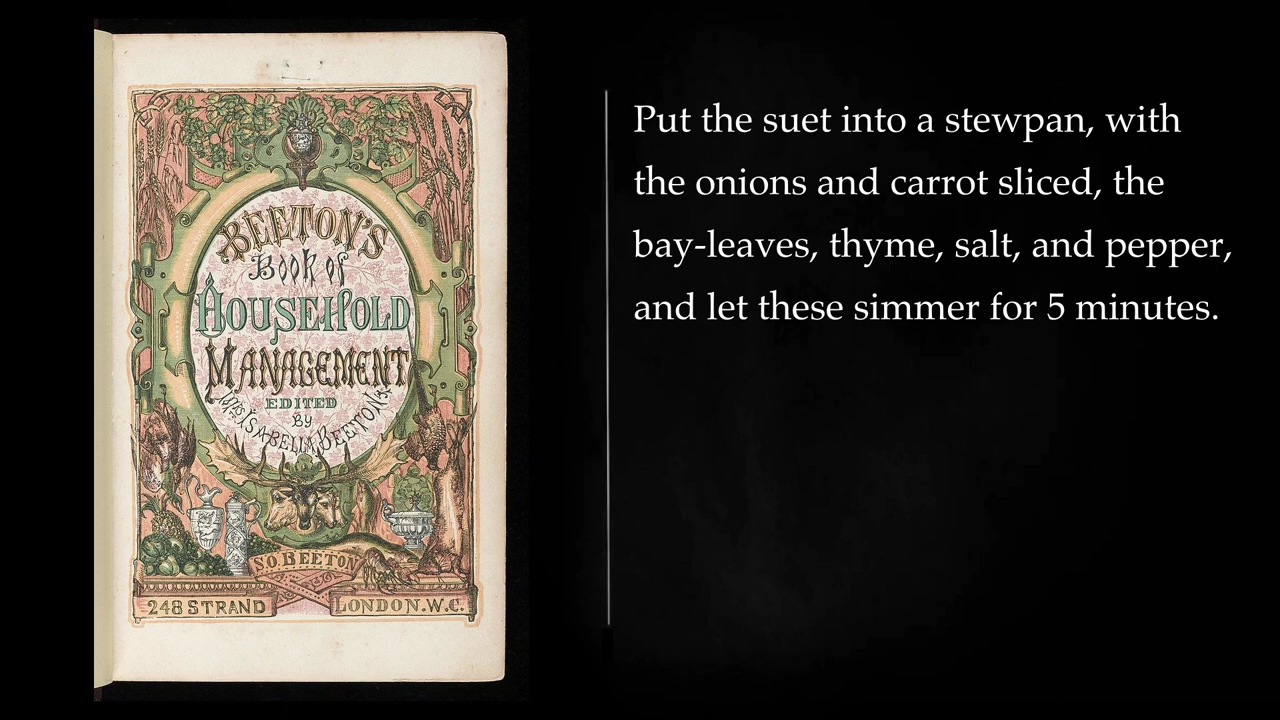 BEETON'S
Book of
HOUSEHOLD
MANAGEMENT
EDITED
BY
MRS ISABELLA BEETON
S.O. BEETON
248 STRAND
LONDON.W.C.
Put the suet into a stewpan, with
the onions and carrot sliced, the
bay-leaves, thyme, salt, and pepper,
and let these simmer for 5 minutes.